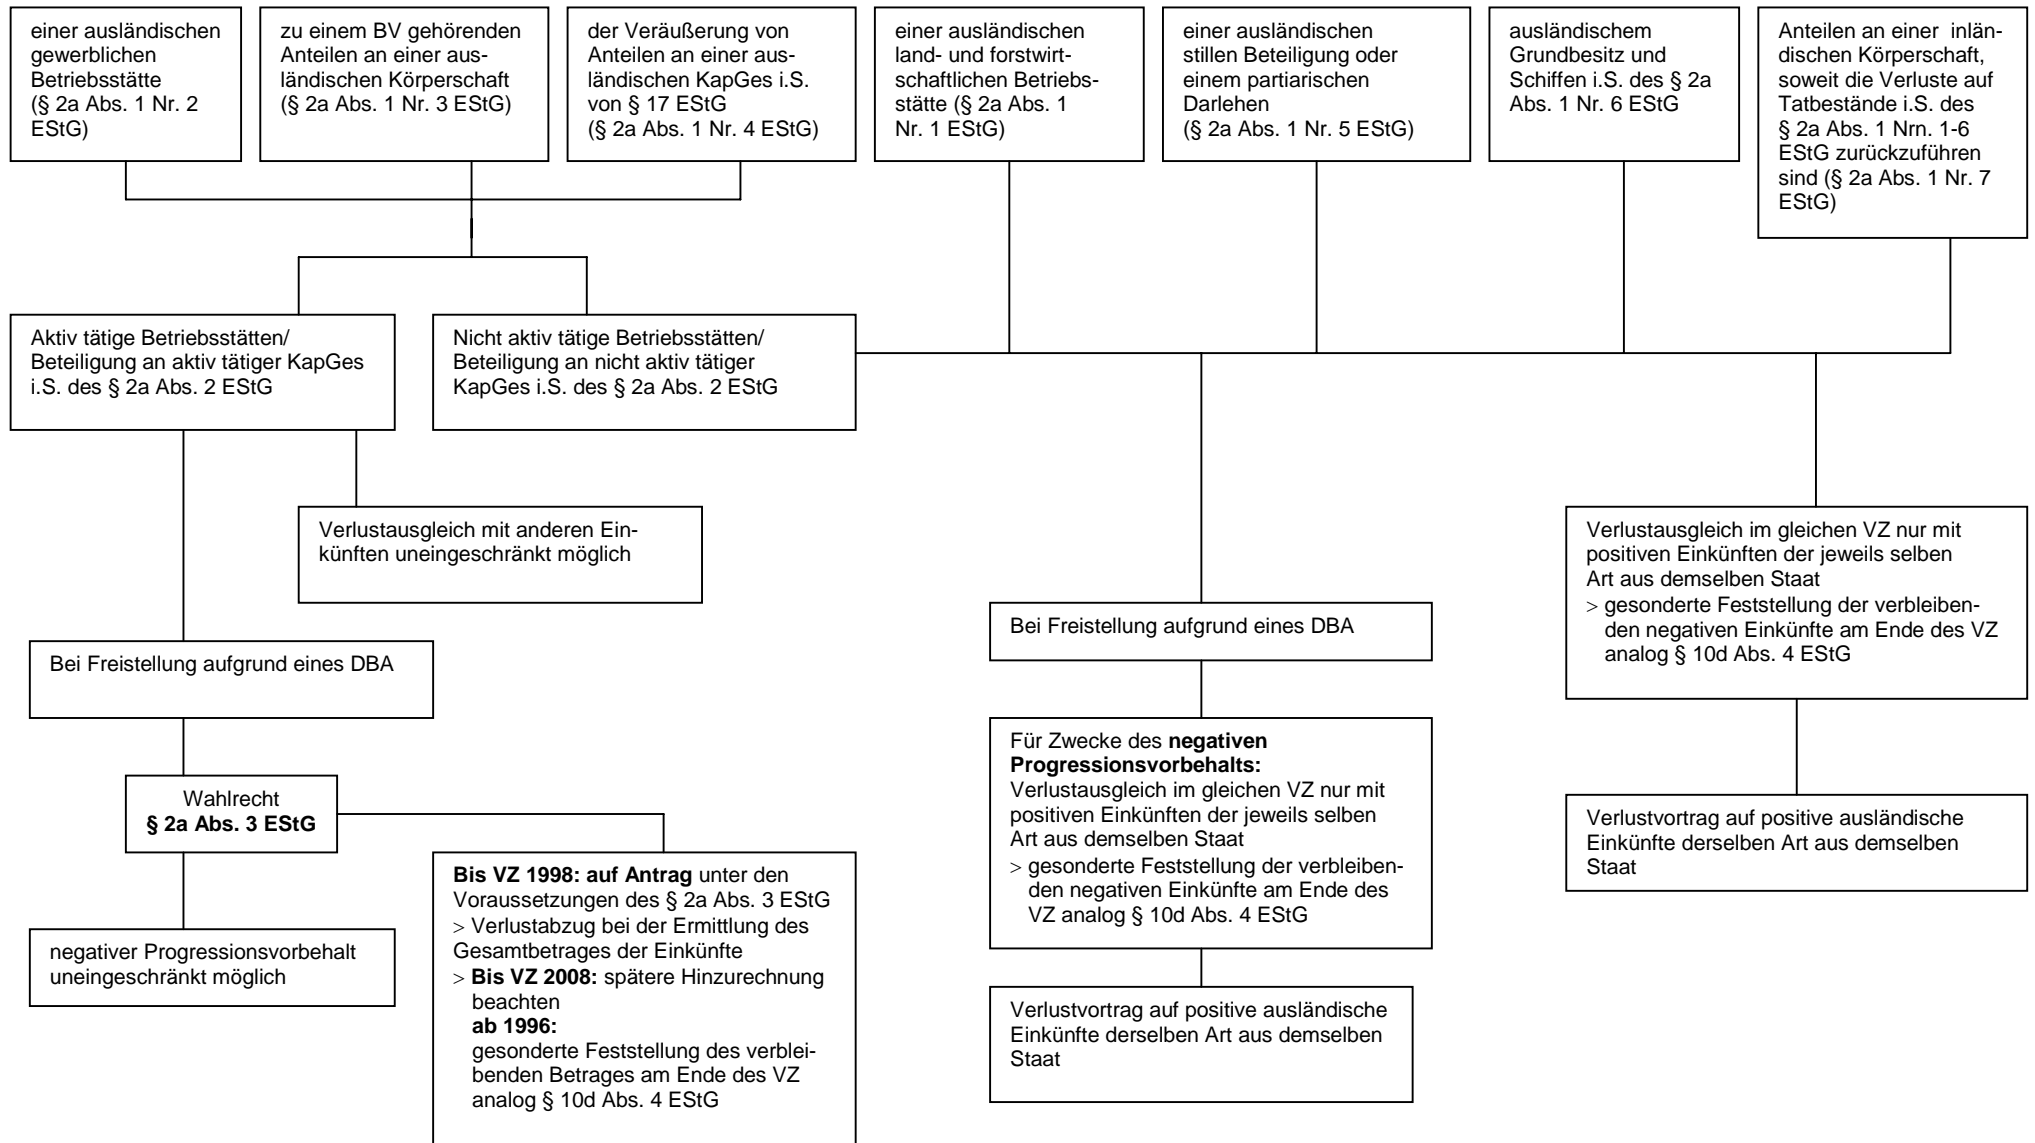 einer ausländischen
gewerblichen
Betriebsstätte
(§ 2a Abs. 1 Nr. 2
EStG)
zu einem BV gehörenden
Anteilen an einer aus-
ländischen Körperschaft
(§ 2a Abs. 1 Nr. 3 EStG)
der Veräußerung von
Anteilen an einer aus-
ländischen KapGes i.S.
von § 17 EStG
(§ 2a Abs. 1 Nr. 4 EStG)
einer ausländischen
land- und forstwirt-
schaftlichen Betriebs-
stätte (§ 2a Abs. 1
Nr. 1 EStG)
einer ausländischen
stillen Beteiligung oder
einem partiarischen
Darlehen
(§ 2a Abs. 1 Nr. 5 EStG)
ausländischem
Grundbesitz und
Schiffen i.S. des § 2a
Abs. 1 Nr. 6 EStG
Anteilen an einer inlän-
dischen Körperschaft,
soweit die Verluste auf
Tatbestände i.S. des
§ 2a Abs. 1 Nrn. 1-6
EStG zurückzuführen
sind (§ 2a Abs. 1 Nr. 7
EStG)
Aktiv tätige Betriebsstätten/
Beteiligung an aktiv tätiger KapGes
i.S. des § 2a Abs. 2 EStG
Nicht aktiv tätige Betriebsstätten/
Beteiligung an nicht aktiv tätiger
KapGes i.S. des § 2a Abs. 2 EStG
Verlustausgleich mit anderen Ein-
künften uneingeschränkt möglich
Verlustausgleich im gleichen VZ nur mit
positiven Einkünften der jeweils selben
Art aus demselben Staat
> gesonderte Feststellung der verbleiben-
den negativen Einkünfte am Ende des VZ
analog § 10d Abs. 4 EStG
Bei Freistellung aufgrund eines DBA
Bei Freistellung aufgrund eines DBA
Für Zwecke des negativen
Progressionsvorbehalts:
Verlustausgleich im gleichen VZ nur mit
positiven Einkünften der jeweils selben
Art aus demselben Staat
> gesonderte Feststellung der verbleiben-
den negativen Einkünfte am Ende des
VZ analog § 10d Abs. 4 EStG
Wahlrecht
§ 2a Abs. 3 EStG
Verlustvortrag auf positive ausländische
Einkünfte derselben Art aus demselben
Staat
Bis VZ 1998: auf Antrag unter den
Voraussetzungen des § 2a Abs. 3 EStG
> Verlustabzug bei der Ermittlung des
Gesamtbetrages der Einkünfte
> Bis VZ 2008: spätere Hinzurechnung
beachten
ab 1996:
gesonderte Feststellung des verblei-
benden Betrages am Ende des VZ
analog § 10d Abs. 4 EStG
negativer Progressionsvorbehalt
uneingeschränkt möglich
Verlustvortrag auf positive ausländische
Einkünfte derselben Art aus demselben
Staat